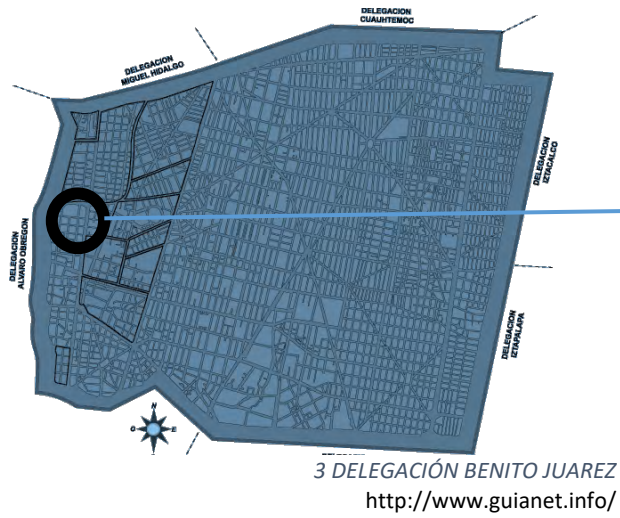 DELEGACION
CUAUHTEMOC
DELEGACION
MIGUEL HIDALGO
DELEGACION
IZTACALCO
DELEGACION
ALVARO OBREGON
DELEGACION
IZTAPALAPA
N
O E
3 DELEGACIÓN BENITO JUAREZ
http://www.guianet.info/